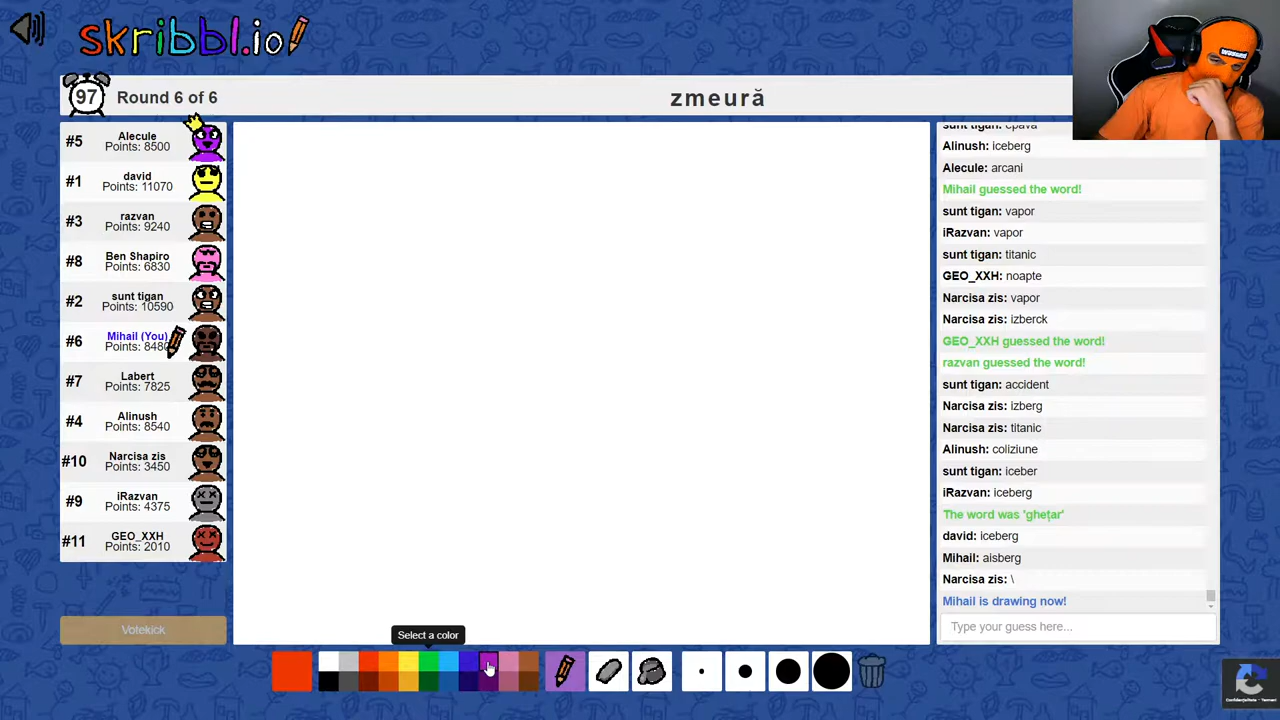 skribbl.io
wasund
97
Round 6 of 6
zmeură
#5
Alecule
Points: 8500
#1
david
Points: 11070
#3
razvan
Points: 9240
#8
Ben Shapiro
Points: 6830
#2
sunt tigan
Points: 10590
#6
Mihail (You)
Points: 8480
#7
Labert
Points: 7825
#4
Alinush
Points: 8540
#10
Narcisa zis
Points: 3450
#9
iRazvan
Points: 4375
#11
GEO_XXH
Points: 2010
Votekick
sunt tigan: epava
Alinush: iceberg
Alecule: arcani
Mihail guessed the word!
sunt tigan: vapor
iRazvan: vapor
sunt tigan: titanic
GEO_XXH: noapte
Narcisa zis: vapor
Narcisa zis: izberck
GEO_XXH guessed the word!
razvan guessed the word!
sunt tigan: accident
Narcisa zis: izberg
Narcisa zis: titanic
Alinush: coliziune
sunt tigan: iceber
iRazvan: iceberg
The word was 'ghețar'
david: iceberg
Mihail: aisberg
Narcisa zis: \
Mihail is drawing now!
Type your guess here...
Select a color